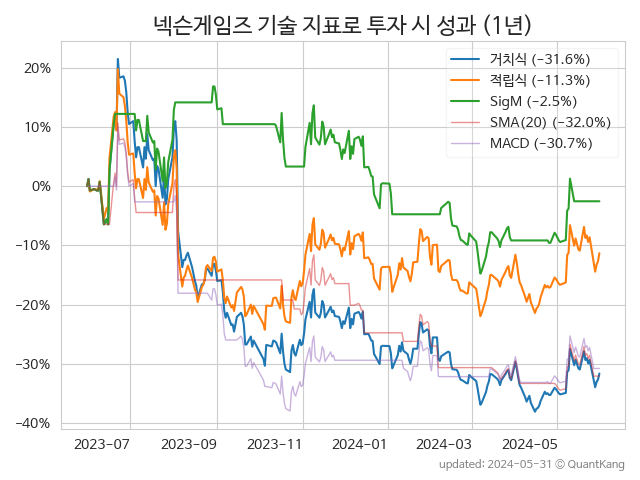 넥슨게임즈 기술 지표로 투자 시 성과 (1년)
거치식 (−31.6%)
적립식 (−11.3%)
SigM (−2.5%)
SMA(20) (−32.0%)
MACD (−30.7%)
20%
10%
0%
−10%
−20%
−30%
−40%
2023-07 2023-09 2023-11 2024-01 2024-03 2024-05
updated: 2024-05-31 © QuantKang